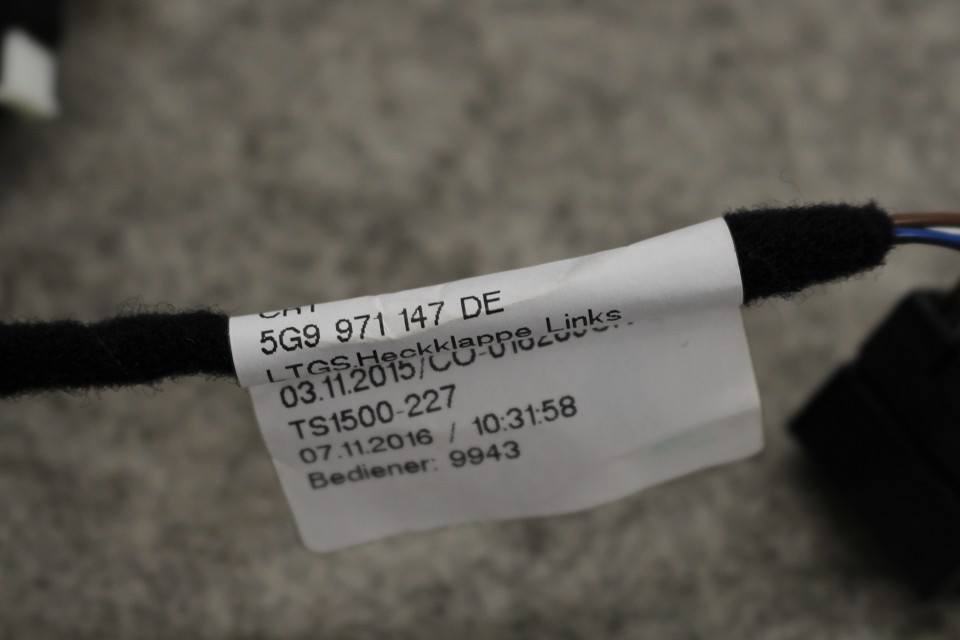 5G9 971 147 DE
LTGS.Heckklappe Links
03.11.2015/CO-
TS1500-227
07.11.2016 / 10:31:58
Bediener: 9943